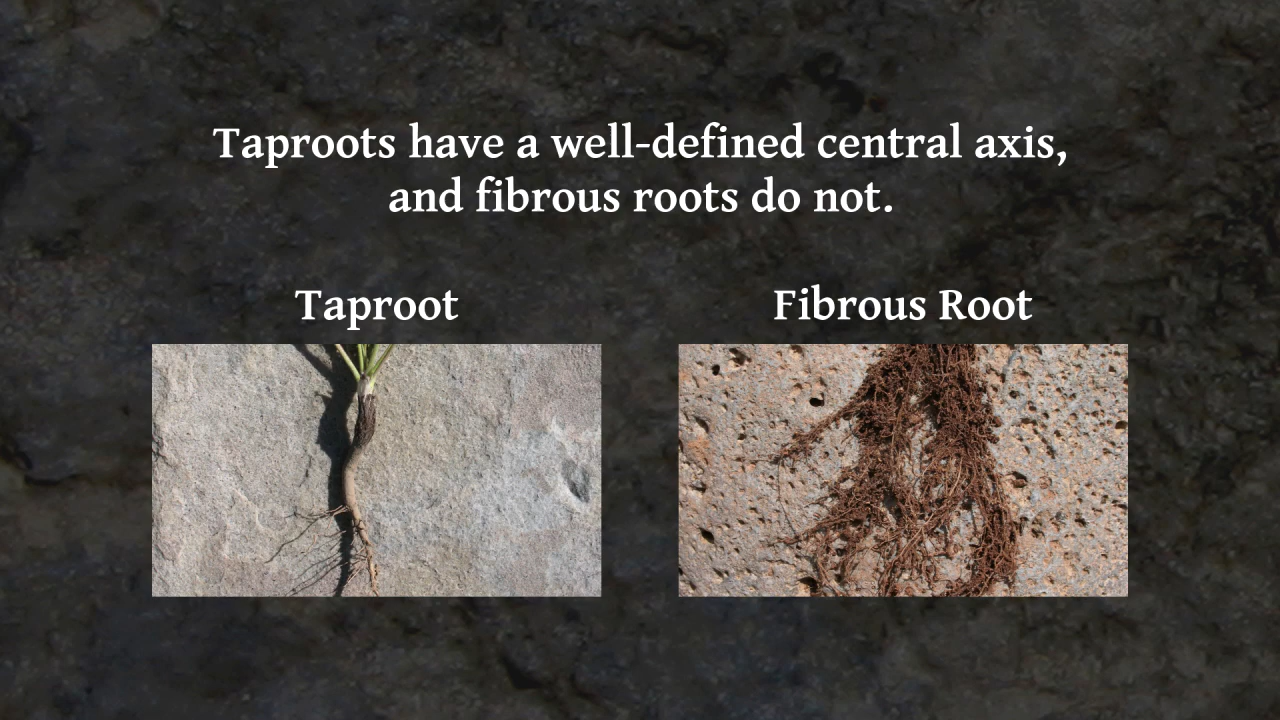 Taproots have a well-defined central axis,
and fibrous roots do not.
Taproot
Fibrous Root